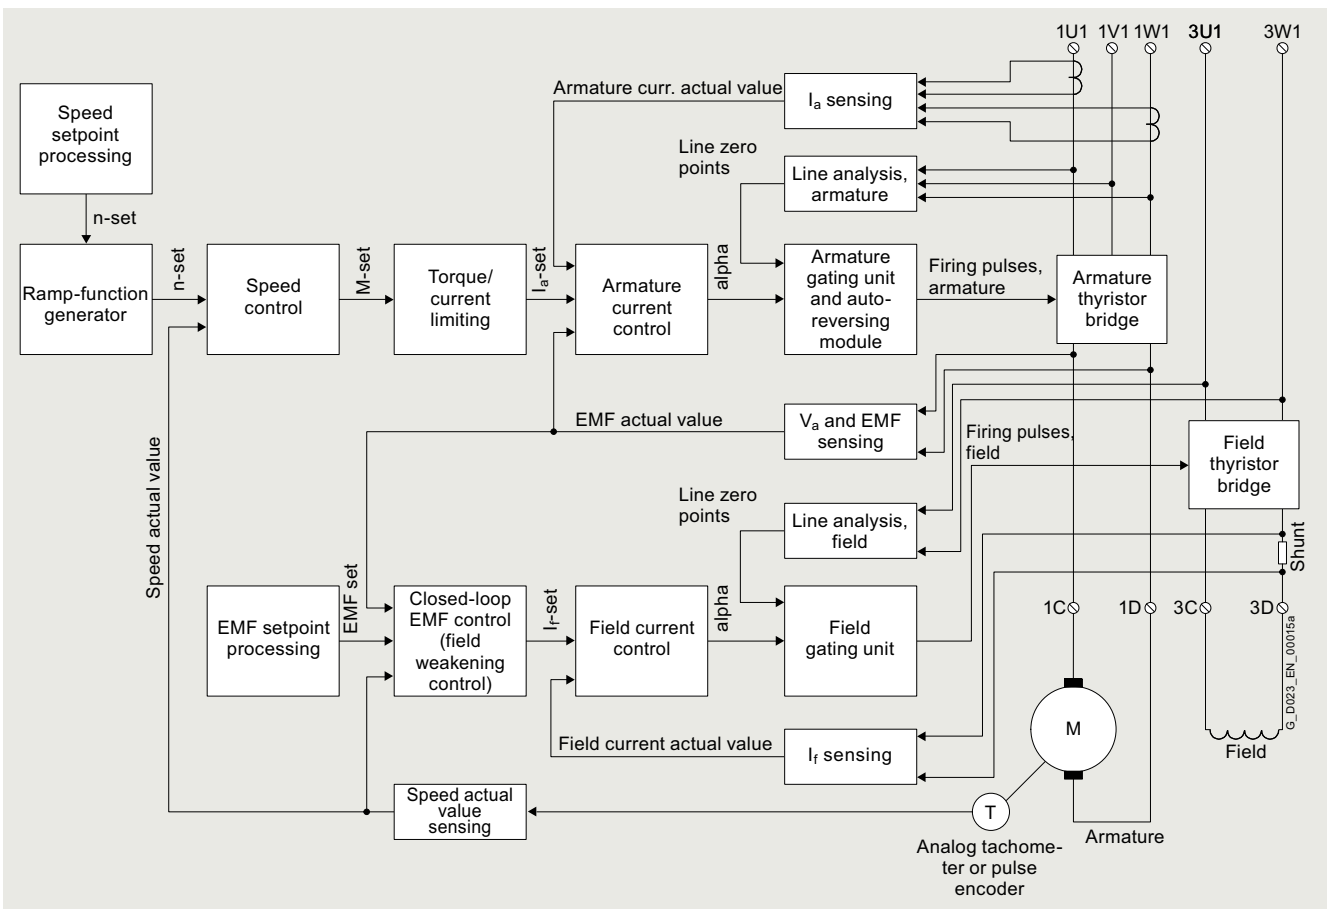 1U1
1V1
1W1
3U1
3W1
Speed
setpoint
processing
Armature curr. actual value
Iₐ sensing
Line zero
points
Line analysis,
armature
n-set
Ramp-function
generator
n-set
Speed
control
M-set
Torque/
current
limiting
Iₐ-set
Armature
current
control
alpha
Armature
gating unit
and auto-
reversing
module
Firing pulses,
armature
Armature
thyristor
bridge
EMF actual value
Vₐ and EMF
sensing
Firing pulses,
field
Field
thyristor
bridge
Speed actual value
Line zero
points
Line analysis,
field
Shunt
EMF setpoint
processing
EMF set
Closed-loop
EMF control
(field
weakening
control)
I_f-set
Field current
control
alpha
Field
gating unit
1C
1D
3C
3D
G_D023_EN_00015a
M
Field
Field current actual value
I_f sensing
Speed actual
value
sensing
T
Armature
Analog tachome-
ter or pulse
encoder